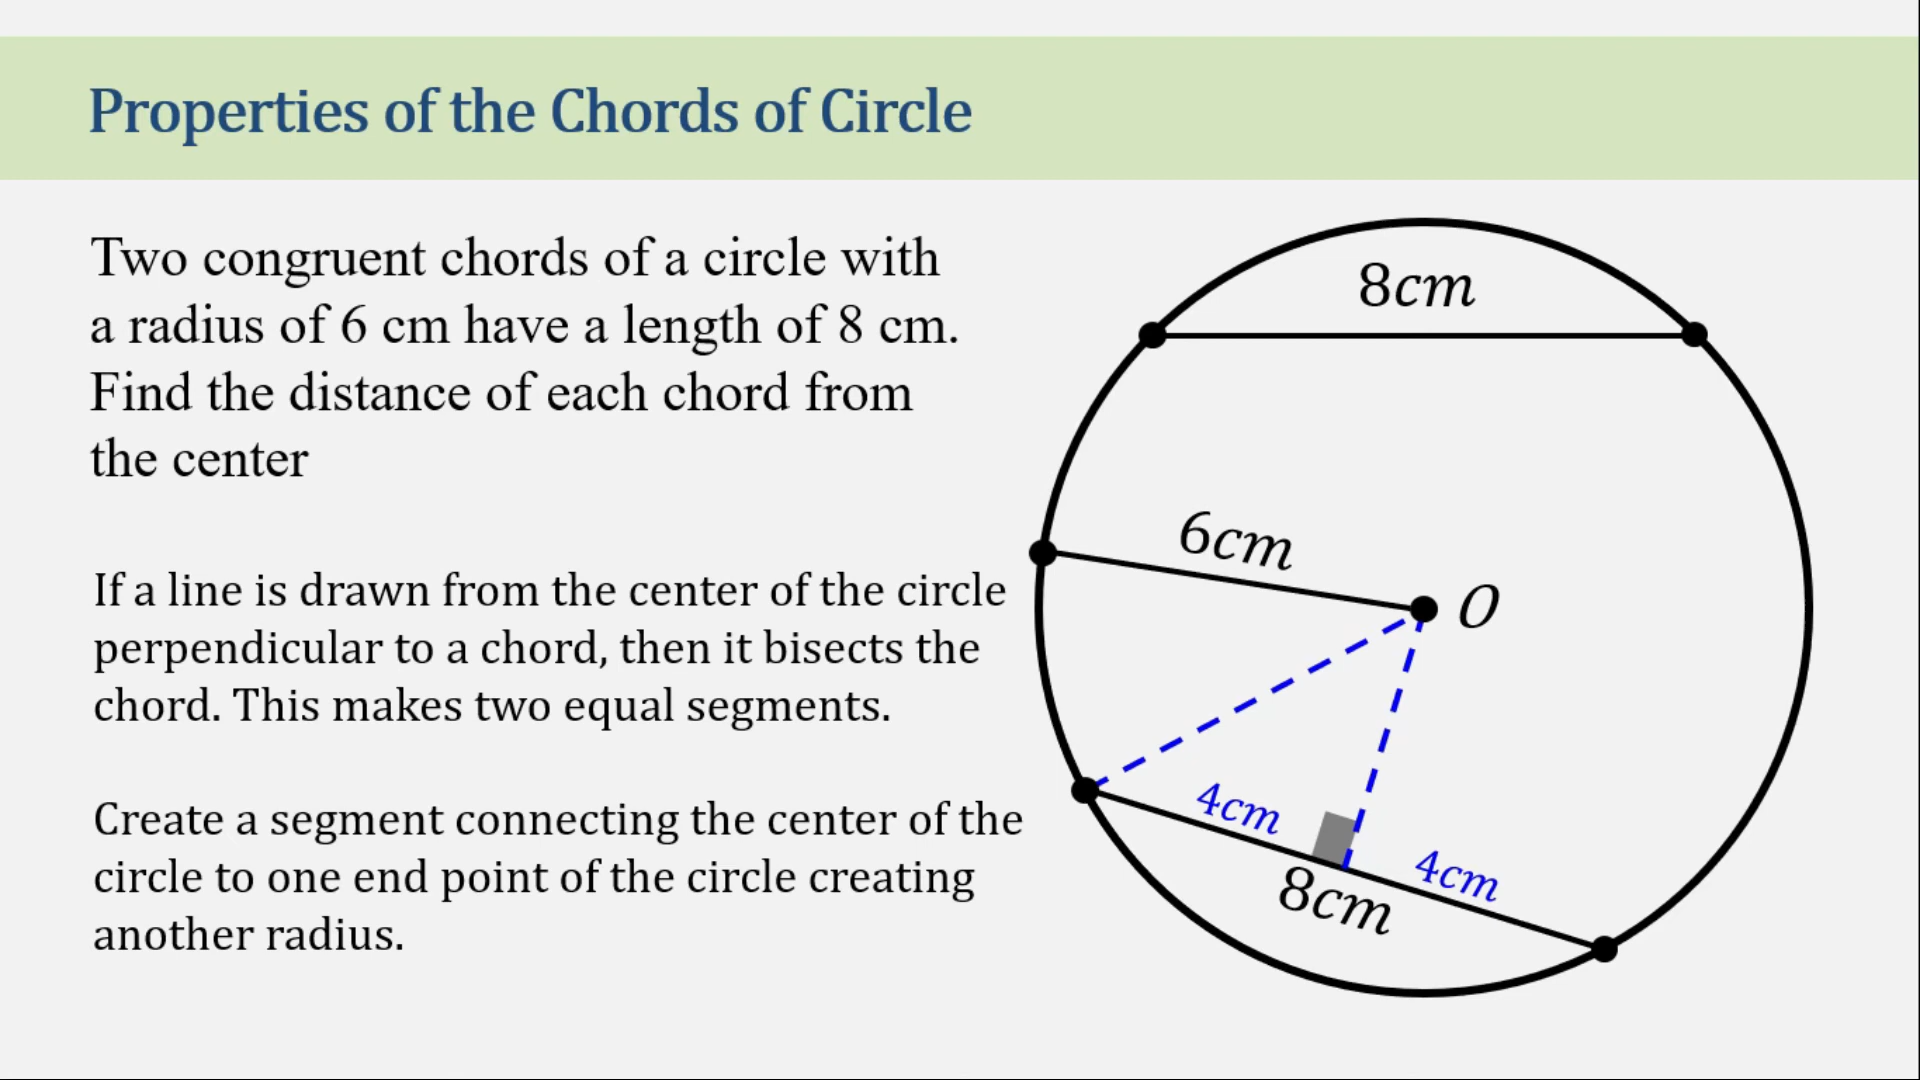 Properties of the Chords of Circle
Two congruent chords of a circle with
a radius of 6 cm have a length of 8 cm.
Find the distance of each chord from
the center
If a line is drawn from the center of the circle
perpendicular to a chord, then it bisects the
chord. This makes two equal segments.
Create a segment connecting the center of the
circle to one end point of the circle creating
another radius.
8cm
6cm
O
4cm
4cm
8cm